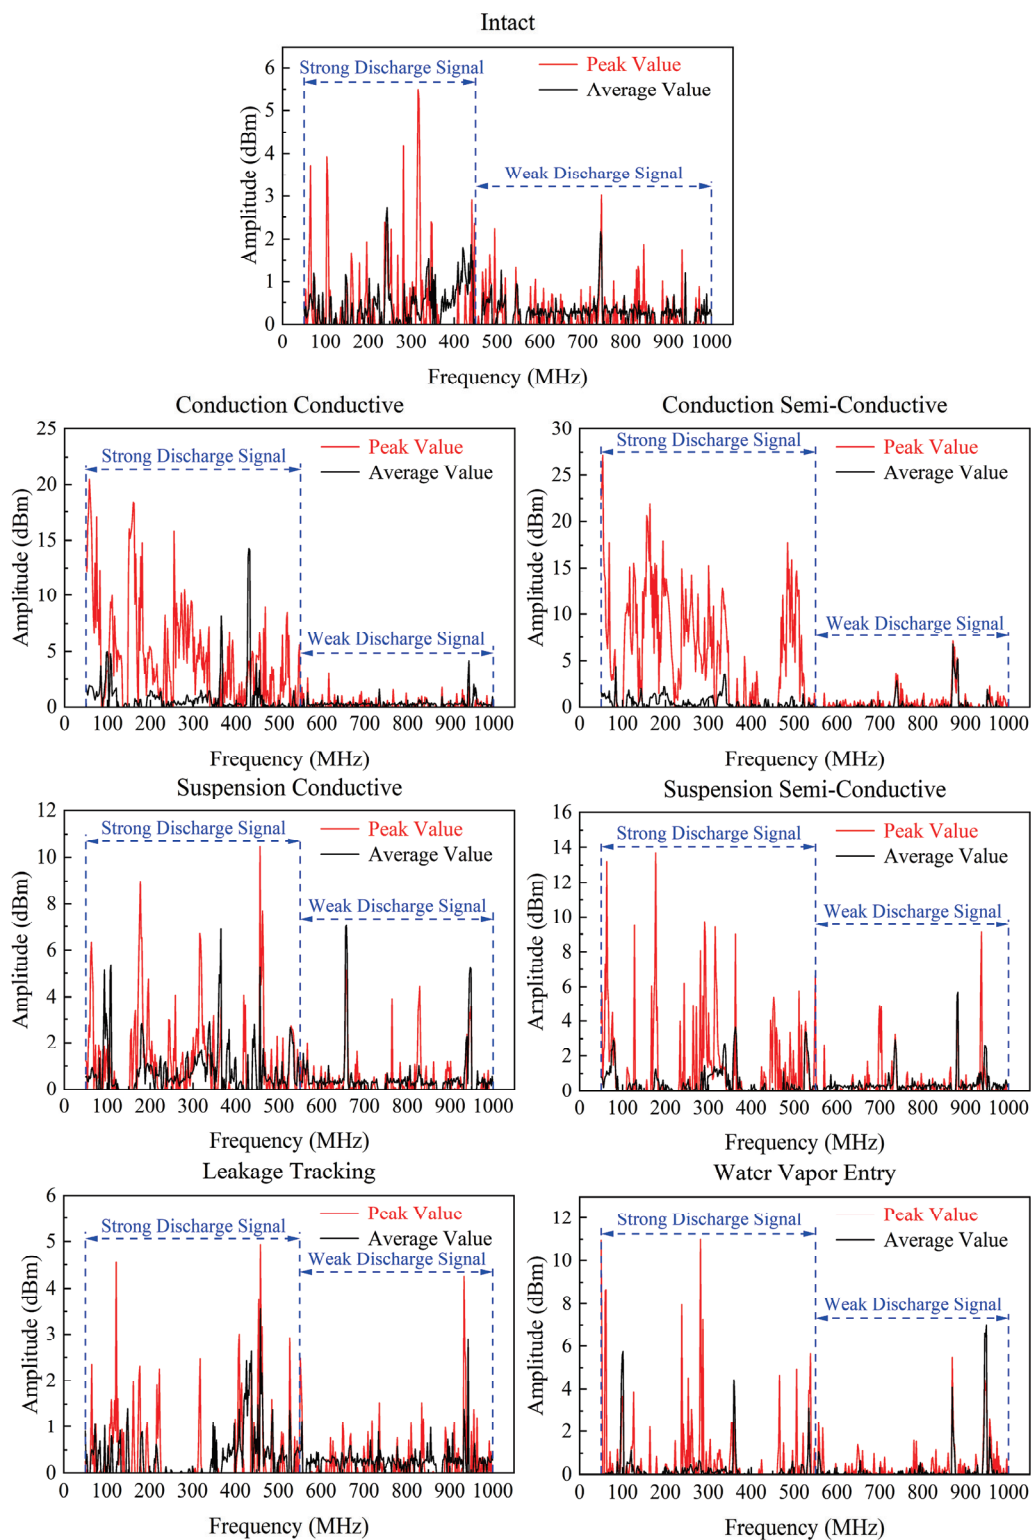 Intact
Strong Discharge Signal
Peak Value
Average Value
Weak Discharge Signal
Amplitude (dBm)
6
5
4
3
2
1
0
0 100 200 300 400 500 600 700 800 900 1000
Frequency (MHz)
Conduction Conductive
Strong Discharge Signal
Peak Value
Average Value
Weak Discharge Signal
Amplitude (dBm)
25
20
15
10
5
0
0 100 200 300 400 500 600 700 800 900 1000
Frequency (MHz)
Conduction Semi-Conductive
Strong Discharge Signal
Peak Value
Average Value
Weak Discharge Signal
Amplitude (dBm)
30
25
20
15
10
5
0
0 100 200 300 400 500 600 700 800 900 1000
Frequency (MHz)
Suspension Conductive
Strong Discharge Signal
Peak Value
Average Value
Weak Discharge Signal
Amplitude (dBm)
12
10
8
6
4
2
0
0 100 200 300 400 500 600 700 800 900 1000
Frequency (MHz)
Suspension Semi-Conductive
Strong Discharge Signal
Peak Value
Average Value
Weak Discharge Signal
Amplitude (dBm)
16
14
12
10
8
6
4
2
0
0 100 200 300 400 500 600 700 800 900 1000
Frequency (MHz)
Leakage Tracking
Strong Discharge Signal
Peak Value
Average Value
Weak Discharge Signal
Amplitude (dBm)
6
5
4
3
2
1
0
0 100 200 300 400 500 600 700 800 900 1000
Frequency (MHz)
Water Vapor Entry
Strong Discharge Signal
Peak Value
Average Value
Weak Discharge Signal
Amplitude (dBm)
12
10
8
6
4
2
0
0 100 200 300 400 500 600 700 800 900 1000
Frequency (MHz)